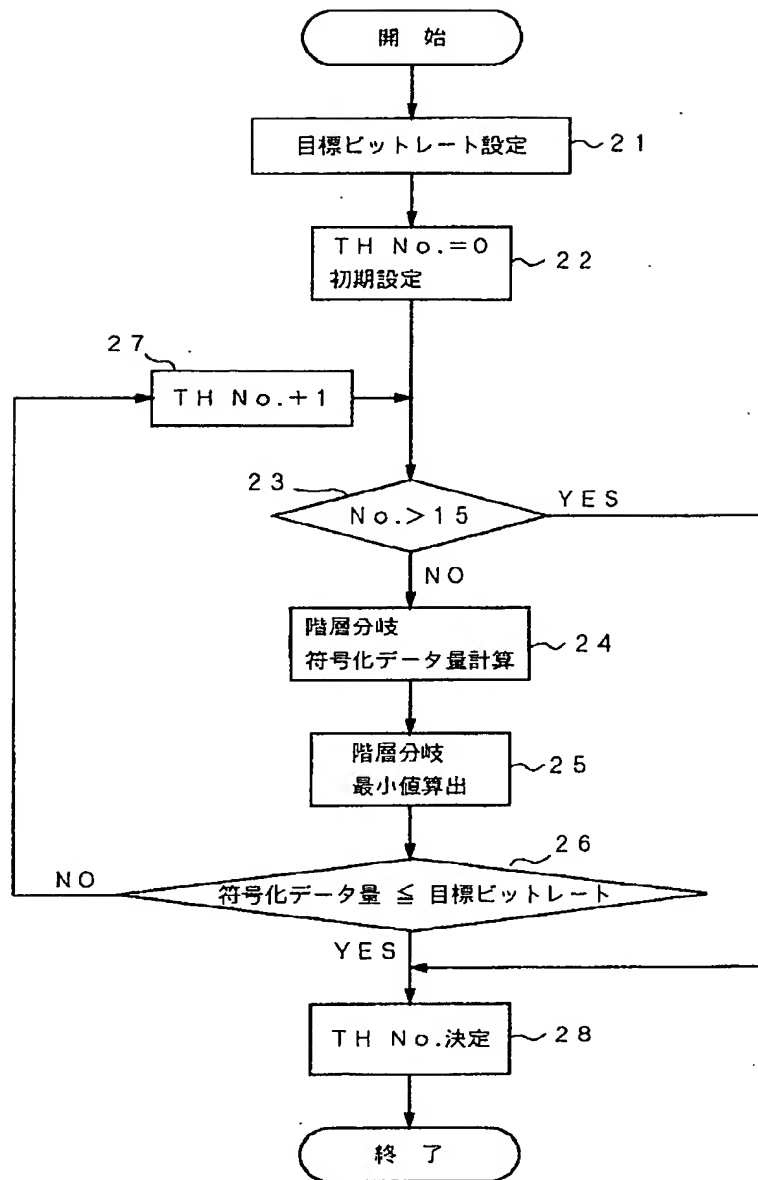 開 始
目標ビットレート設定
21
TH No.=0
初期設定
22
27
TH No.+1
23
No.>15
YES
NO
階層分岐
符号化データ量計算
24
階層分岐
最小値算出
25
26
符号化データ量 ≦ 目標ビットレート
NO
YES
TH No.決定
28
終 了